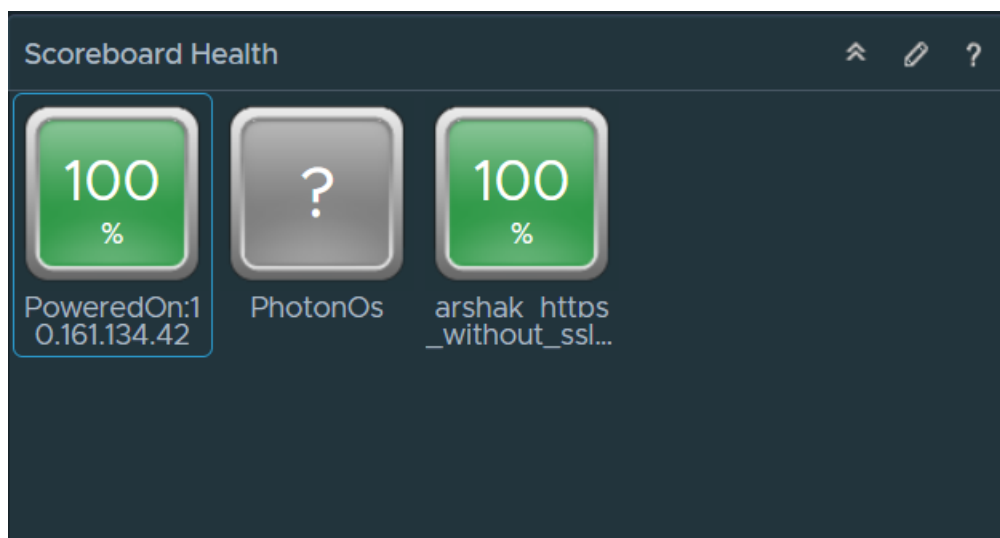 Scoreboard Health
?
100
%
?
100
%
PoweredOn:1
0.161.134.42
PhotonOs
arshak_https
_without_ssl...